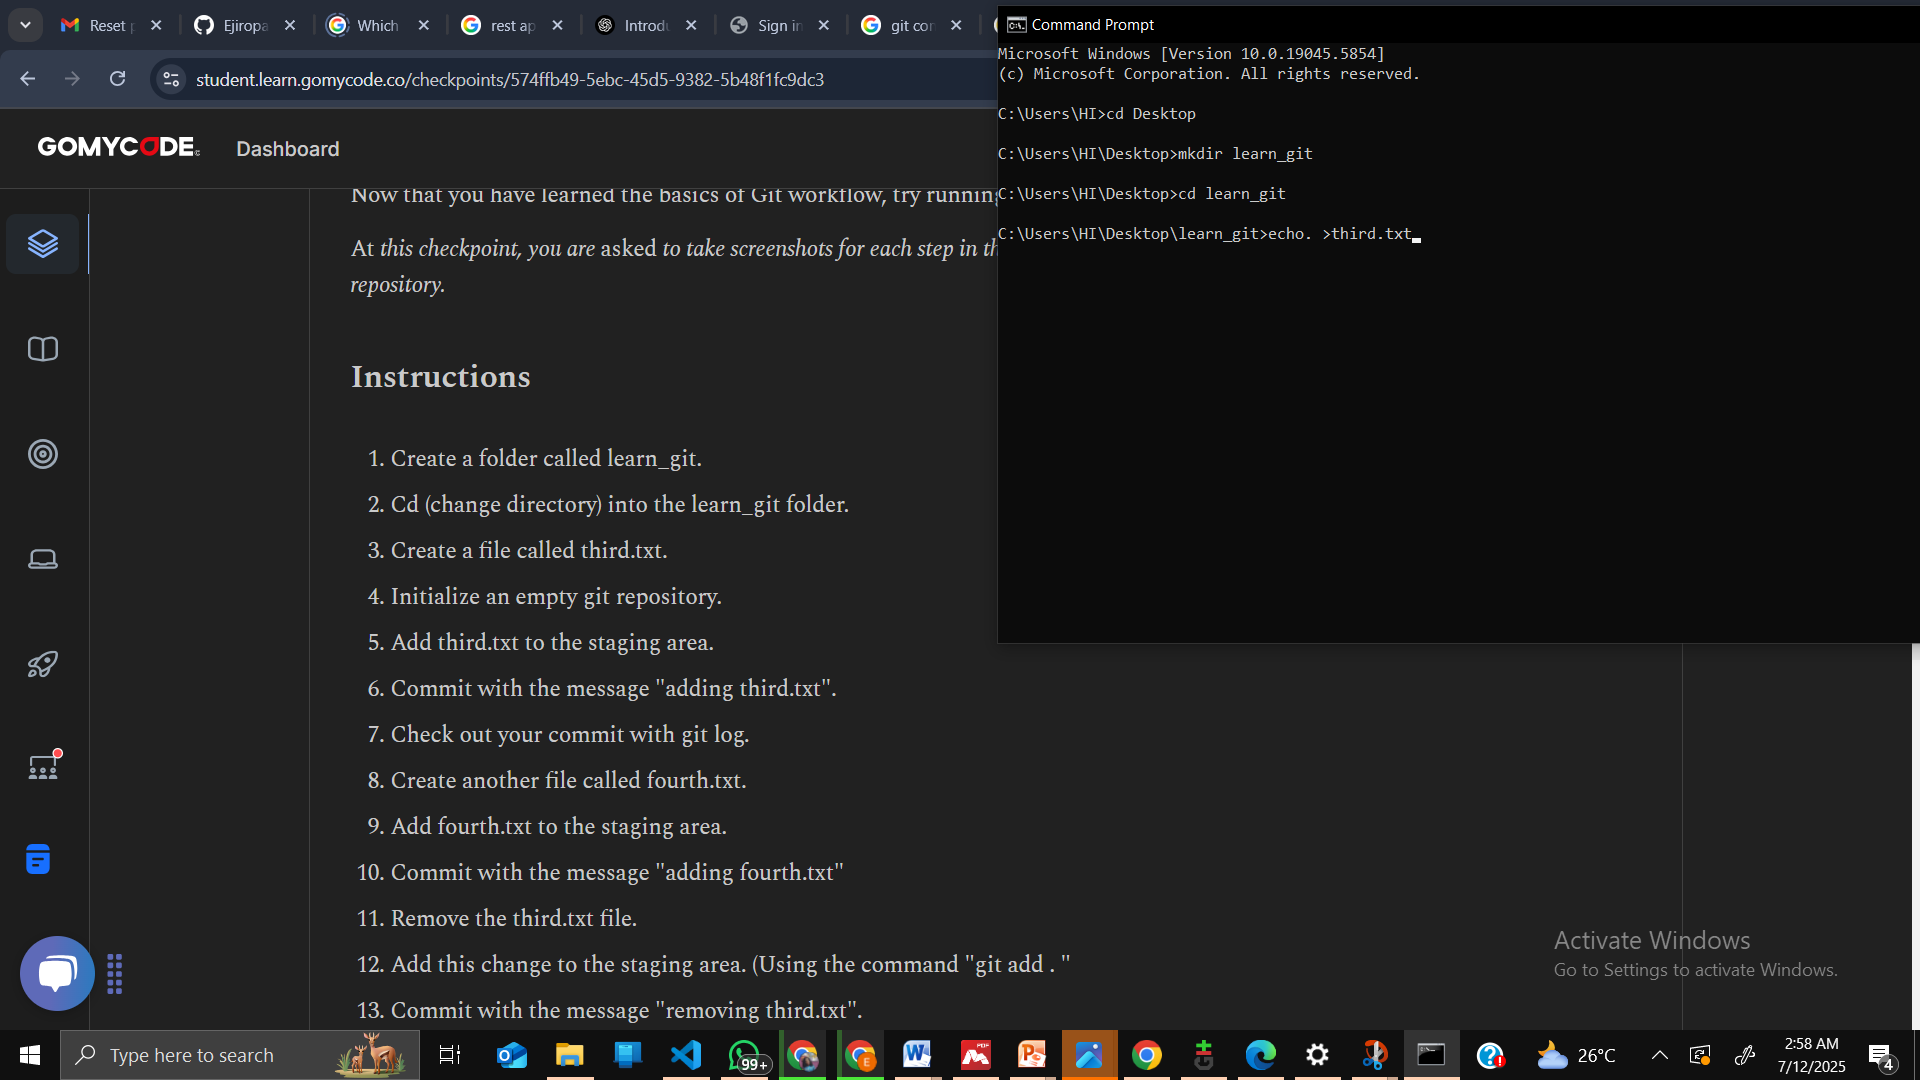 Reset p
Ejiropa
Which
rest ap
Introdu
Sign in
git con
student.learn.gomycode.co/checkpoints/574ffb49-5ebc-45d5-9382-5b48f1fc9dc3
GOMYCODE
Dashboard
Now that you have learned the basics of Git workflow, try running
At this checkpoint, you are asked to take screenshots for each step in th
repository.
Instructions
1. Create a folder called learn_git.
2. Cd (change directory) into the learn_git folder.
3. Create a file called third.txt.
4. Initialize an empty git repository.
5. Add third.txt to the staging area.
6. Commit with the message "adding third.txt".
7. Check out your commit with git log.
8. Create another file called fourth.txt.
9. Add fourth.txt to the staging area.
10. Commit with the message "adding fourth.txt"
11. Remove the third.txt file.
12. Add this change to the staging area. (Using the command "git add . "
13. Commit with the message "removing third.txt".
Command Prompt
Microsoft Windows [Version 10.0.19045.5854]
(c) Microsoft Corporation. All rights reserved.
C:\Users\HI>cd Desktop
C:\Users\HI\Desktop>mkdir learn_git
C:\Users\HI\Desktop>cd learn_git
C:\Users\HI\Desktop\learn_git>echo. >third.txt
Activate Windows
Go to Settings to activate Windows.
Type here to search
99+
26°C
2:58 AM
7/12/2025
4